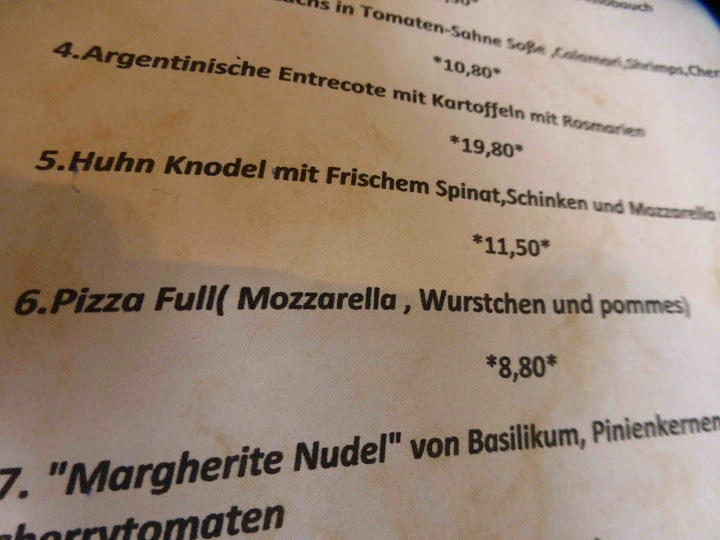 in Tomaten-Sahne Soße ,Calamari,Shrimps,Cher
*10,80*
4.Argentinische Entrecote mit Kartoffeln mit Rosmarien
*19,80*
5.Huhn Knodel mit Frischem Spinat,Schinken und Mozzarella
*11,50*
6.Pizza Full( Mozzarella , Wurstchen und pommes)
*8,80*
7. "Margherite Nudel" von Basilikum, Pinienkernen
cherrytomaten